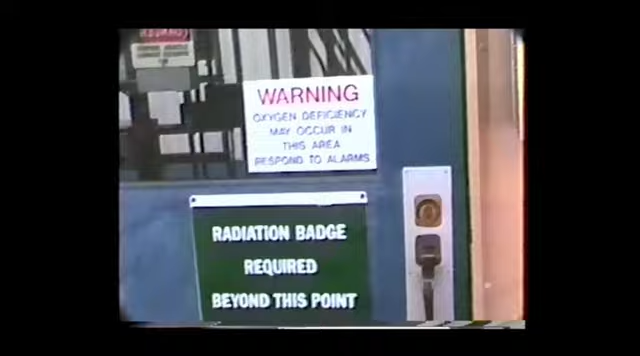 WARNING
OXYGEN DEFICIENCY
MAY OCCUR IN
THIS AREA
RESPOND TO ALARMS
RADIATION BADGE
REQUIRED
BEYOND THIS POINT